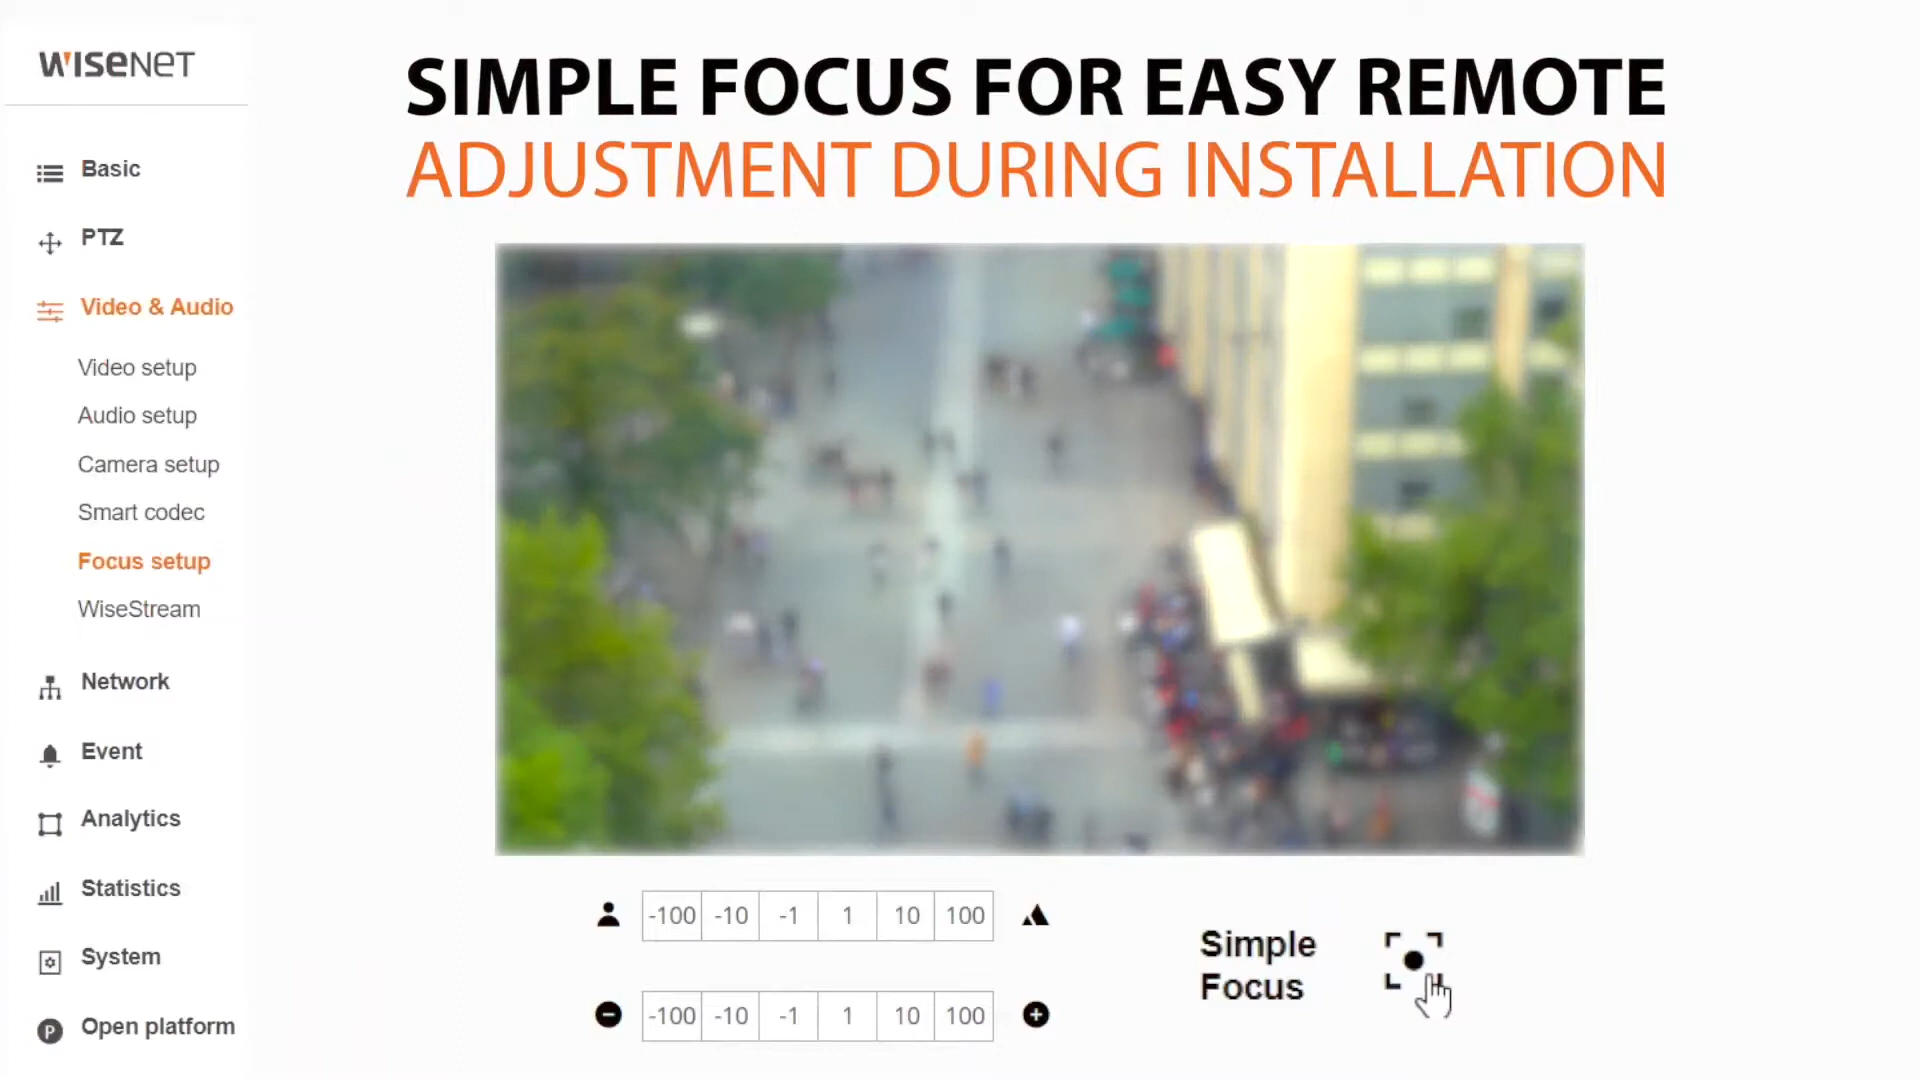 WISENET
SIMPLE FOCUS FOR EASY REMOTE
ADJUSTMENT DURING INSTALLATION
Basic
PTZ
Video & Audio
Video setup
Audio setup
Camera setup
Smart codec
Focus setup
WiseStream
Network
Event
Analytics
Statistics
System
P Open platform
-100 -10 -1 1 10 100
-100 -10 -1 1 10 100
Simple
Focus